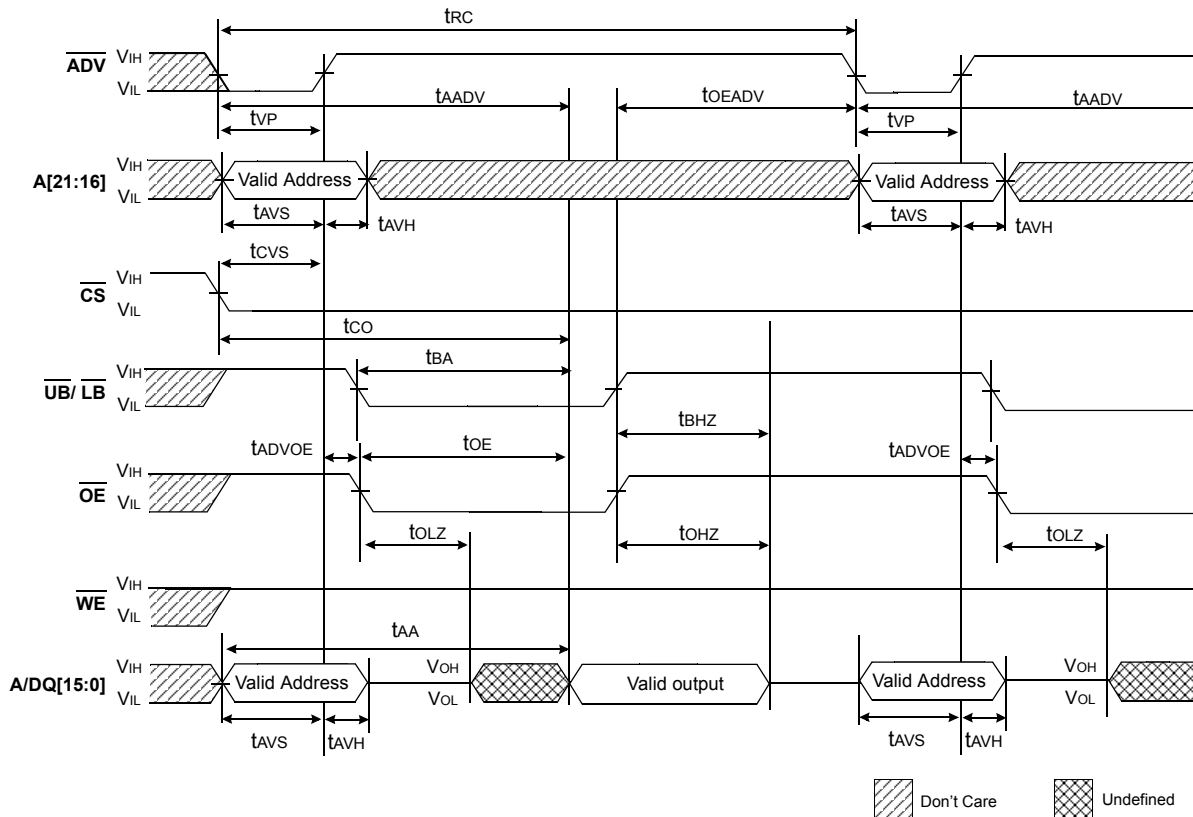 tRC
ADV VIH
VIL
tAADV tOEADV tAADV
tVP tVP
A[21:16] VIH Valid Address Valid Address
VIL
tAVS tAVH tAVS tAVH
tCVS
CS VIH
VIL
tCO
tBA
UB/ LB VIH
VIL
tBHZ
tADVOE tOE tADVOE
OE VIH
VIL
tOLZ tOHZ tOLZ
WE VIH
VIL
tAA
A/DQ[15:0] VIH Valid Address VOH Valid output Valid Address VOH
VIL VOL VOL
tAVS tAVH tAVS tAVH
Don't Care Undefined